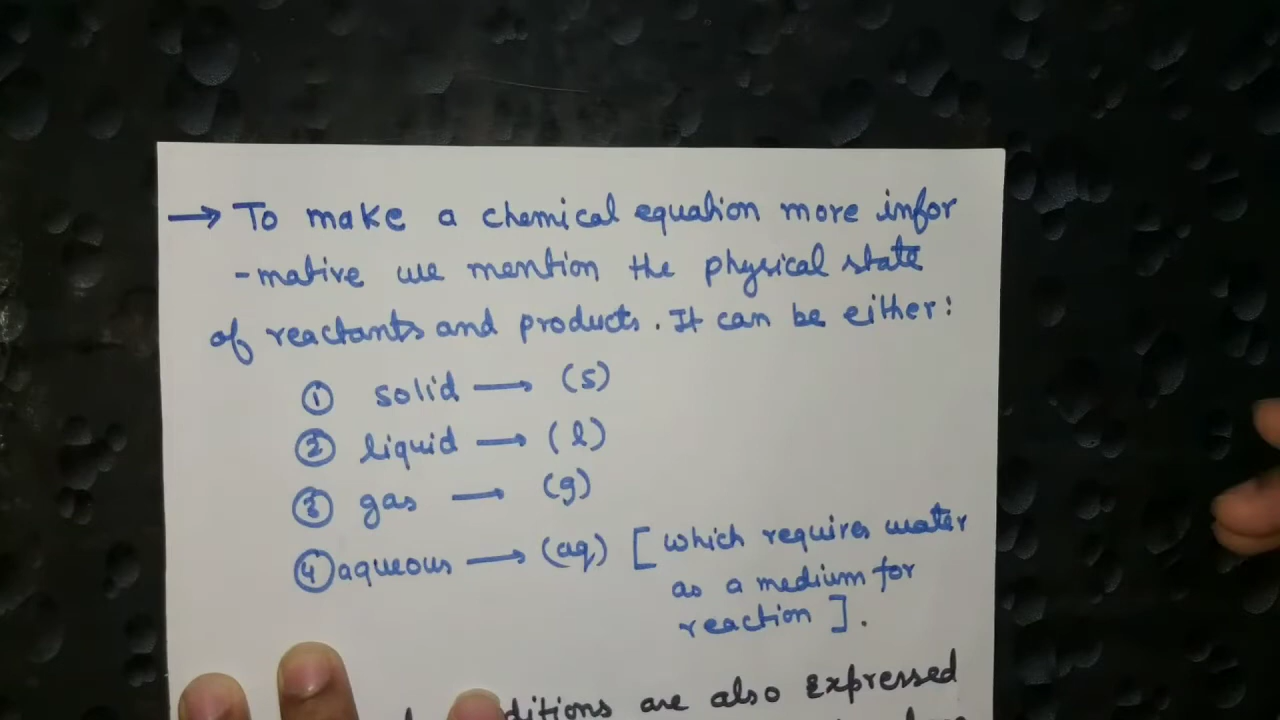 → To make a chemical equation more infor
-mative we mention the physical state
of reactants and products. It can be either:
① solid → (s)
② liquid → (l)
③ gas → (g)
④ aqueous → (aq) [which requires water
as a medium for
reaction].
ditions are also expressed